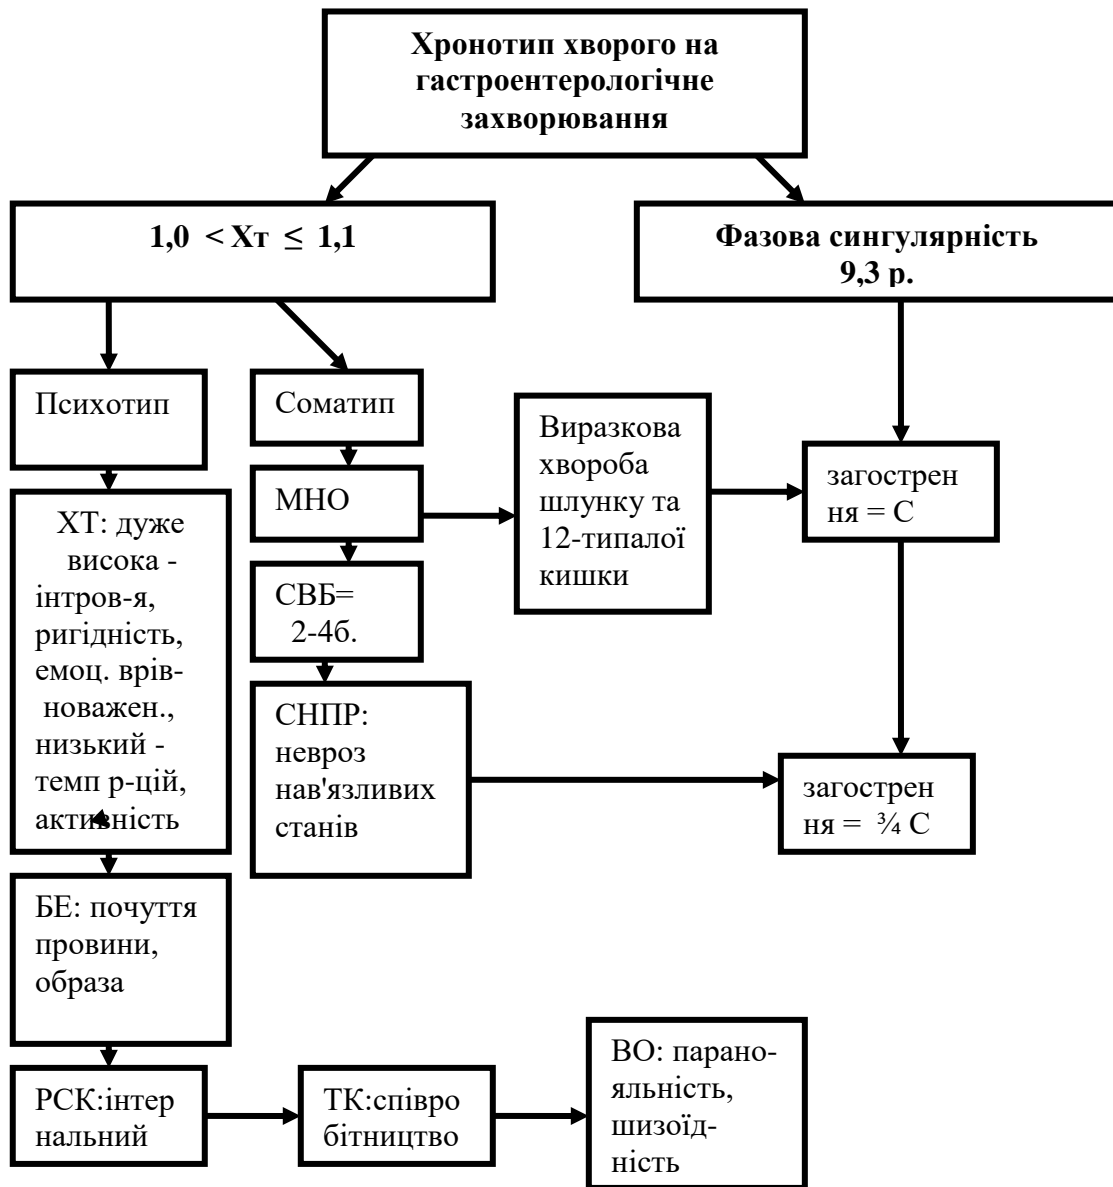 Хронотип хворого на
гастроентерологічне
захворювання
1,0 < Хт ≤ 1,1
Фазова сингулярність
9,3 р.
Психотип
Соматип
Виразкова
хвороба
шлунку та
12-типалої
кишки
загострен
ня = С
МНО
ХТ: дуже
висока -
інтров-я,
ригідність,
емоц. врів-
новажен.,
низький -
темп р-цій,
активність
СВБ=
2-4б.
СНПР:
невроз
нав'язливих
станів
загострен
ня = ¾ С
БЕ: почуття
провини,
образа
РСК:інтер
нальний
ТК:співро
бітництво
ВО: парано-
яльність,
шизоїд-
ність